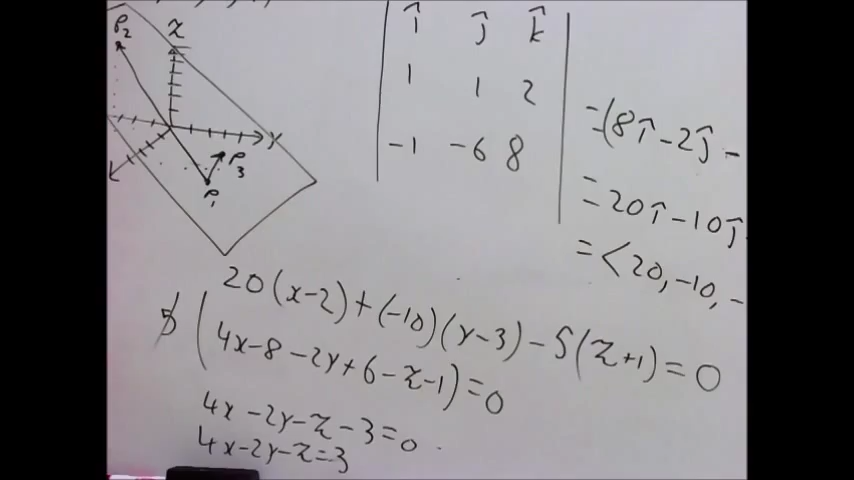 P₂ Z
î ĵ k̂
1 1 2
-1 -6 8
Y
P₃
P₁
=(8î-2ĵ-
=20î-10ĵ
=<20,-10,-
20(x-2)+(-10)(y-3)-5(z+1)=0
5(4x-8-2y+6-z-1)=0
4x-2y-z-3=0
4x-2y-z=3